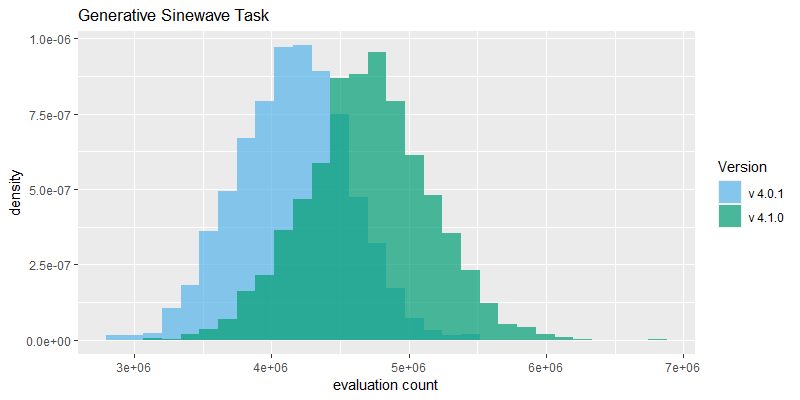 Generative Sinewave Task
1.0e-06
7.5e-07
5.0e-07
2.5e-07
0.0e+00
density
3e+06 4e+06 5e+06 6e+06 7e+06
evaluation count
Version
v 4.0.1
v 4.1.0